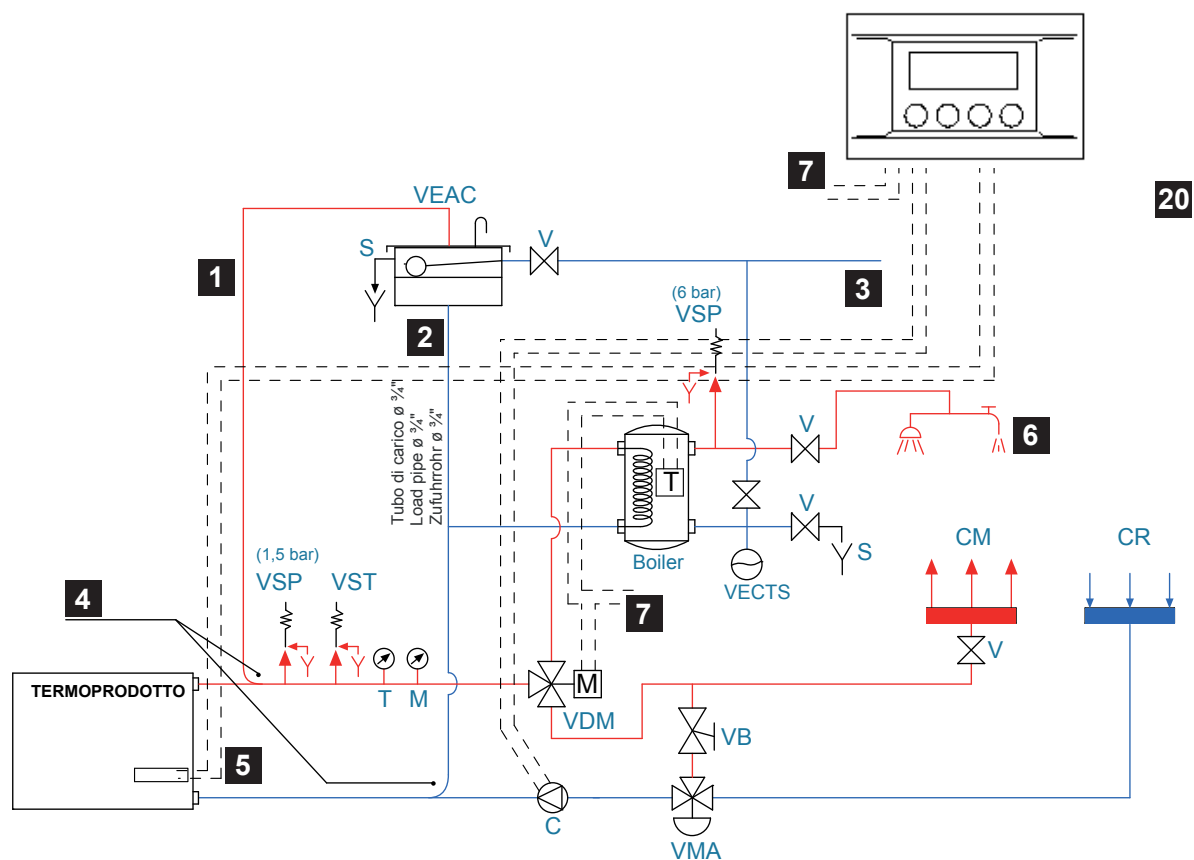 7
20
VEAC
S
V
1
3
(6 bar)
VSP
2
Tubo di carico ø ¾"
Load pipe ø ¾"
Zufuhrrohr ø ¾"
6
V
T
V
S
Boiler
VECTS
CM
CR
(1,5 bar)
VSP
VST
4
7
V
TERMOPRODOTTO
T
M
M
VDM
VB
5
C
VMA